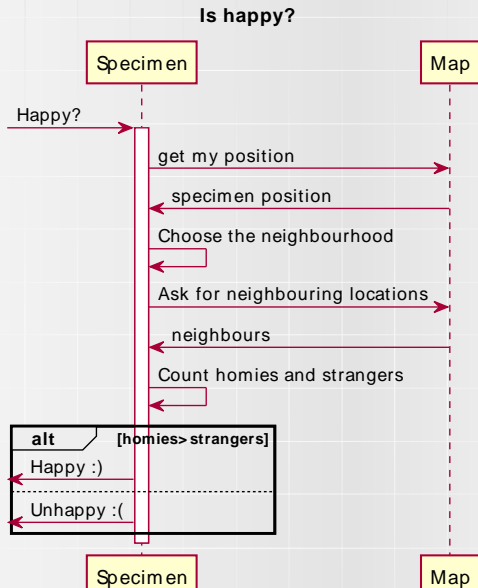 Is happy?
Specimen
Map
Happy?
get my position
specimen position
Choose the neighbourhood
Ask for neighbouring locations
neighbours
Count homies and strangers
alt [homies>strangers]
Happy :)
Unhappy :(
Specimen
Map